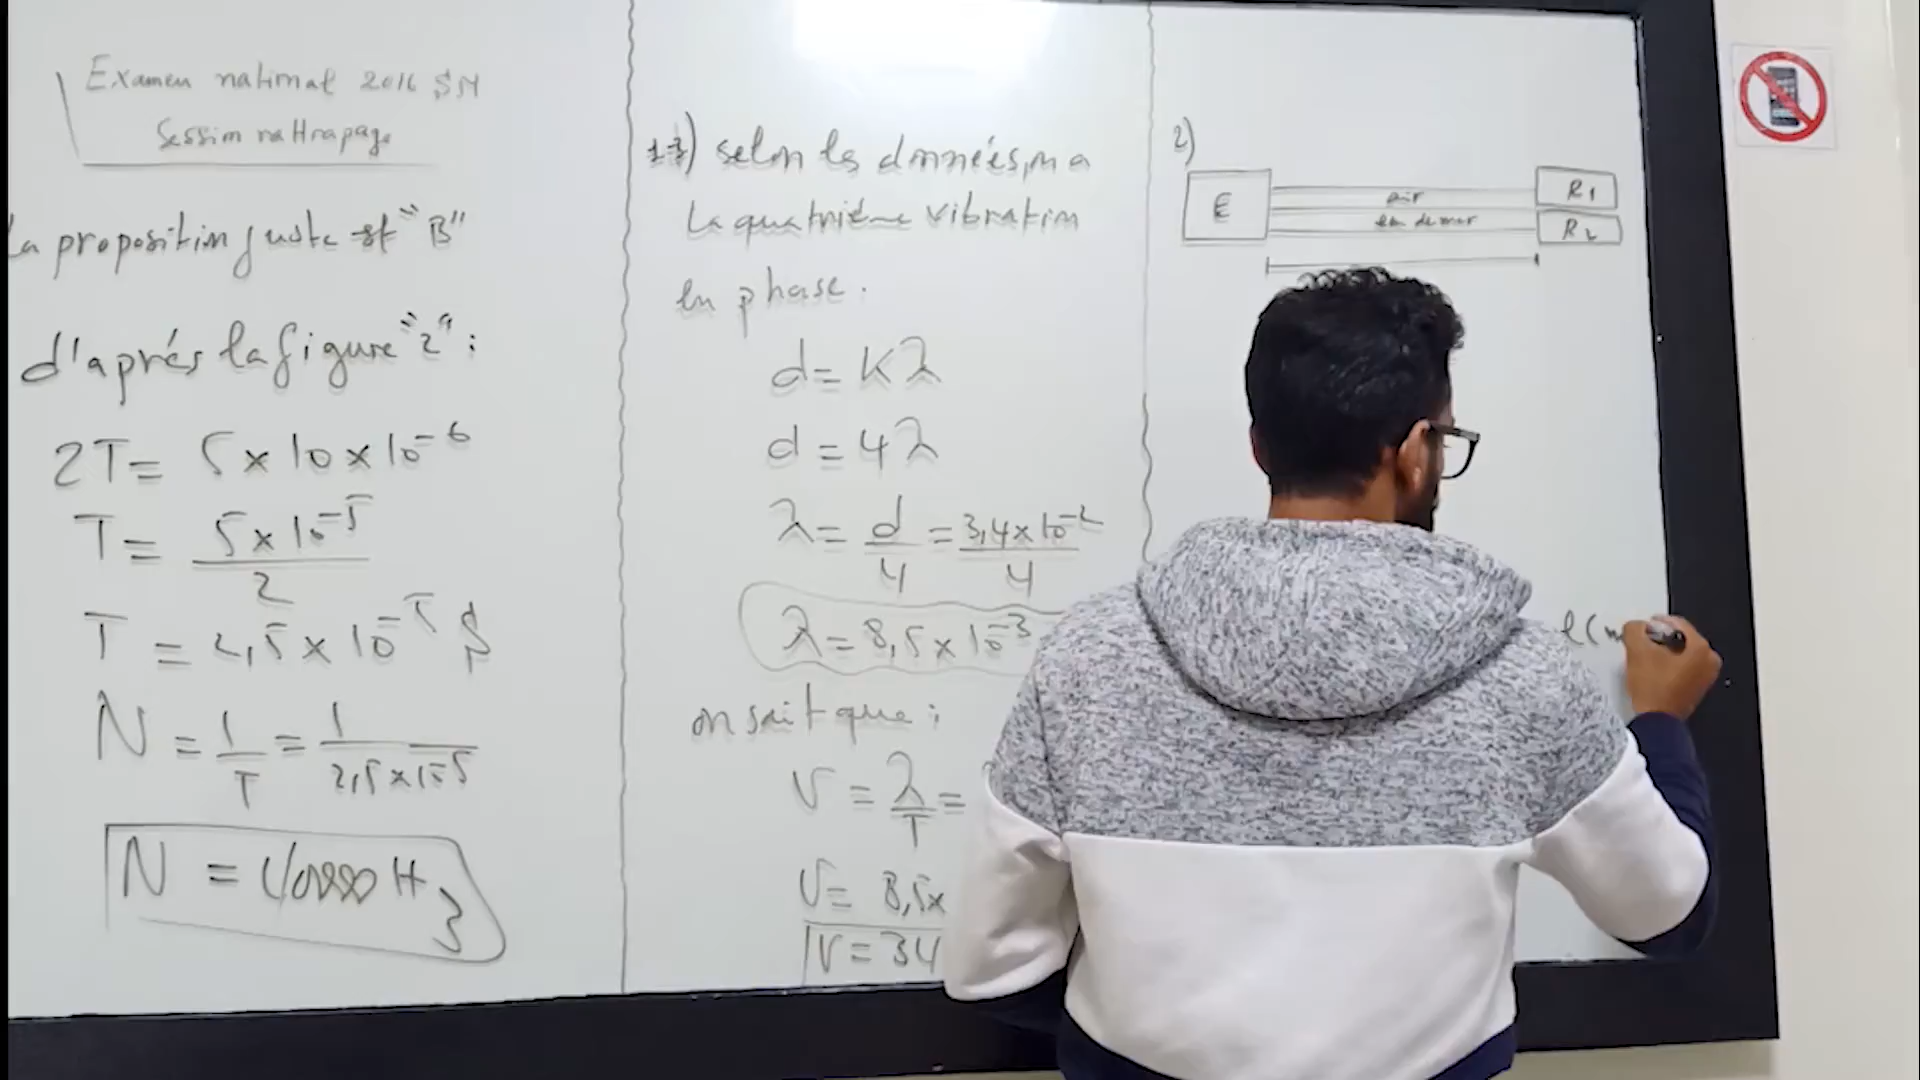 Examen national 2016 SM
Session rattrapage
La proposition juste est "B"
d'après la figure "2" :
2T = 5 × 10 × 10⁻⁶
T = 5 × 10⁻⁵ / 2
T = 2,5 × 10⁻⁵ S
N = 1/T = 1 / 2,5 × 10⁻⁵
N = 40000 Hz
selon les données, on a
la quatrième vibration
en phase.
d = Kλ
d = 4λ
λ = d/4 = 3,4 × 10⁻² / 4
λ = 8,5 × 10⁻³
on sait que :
V = λ/T =
V = 8,5 ×
V = 34
2)
E
air
eau de mer
R1
R2